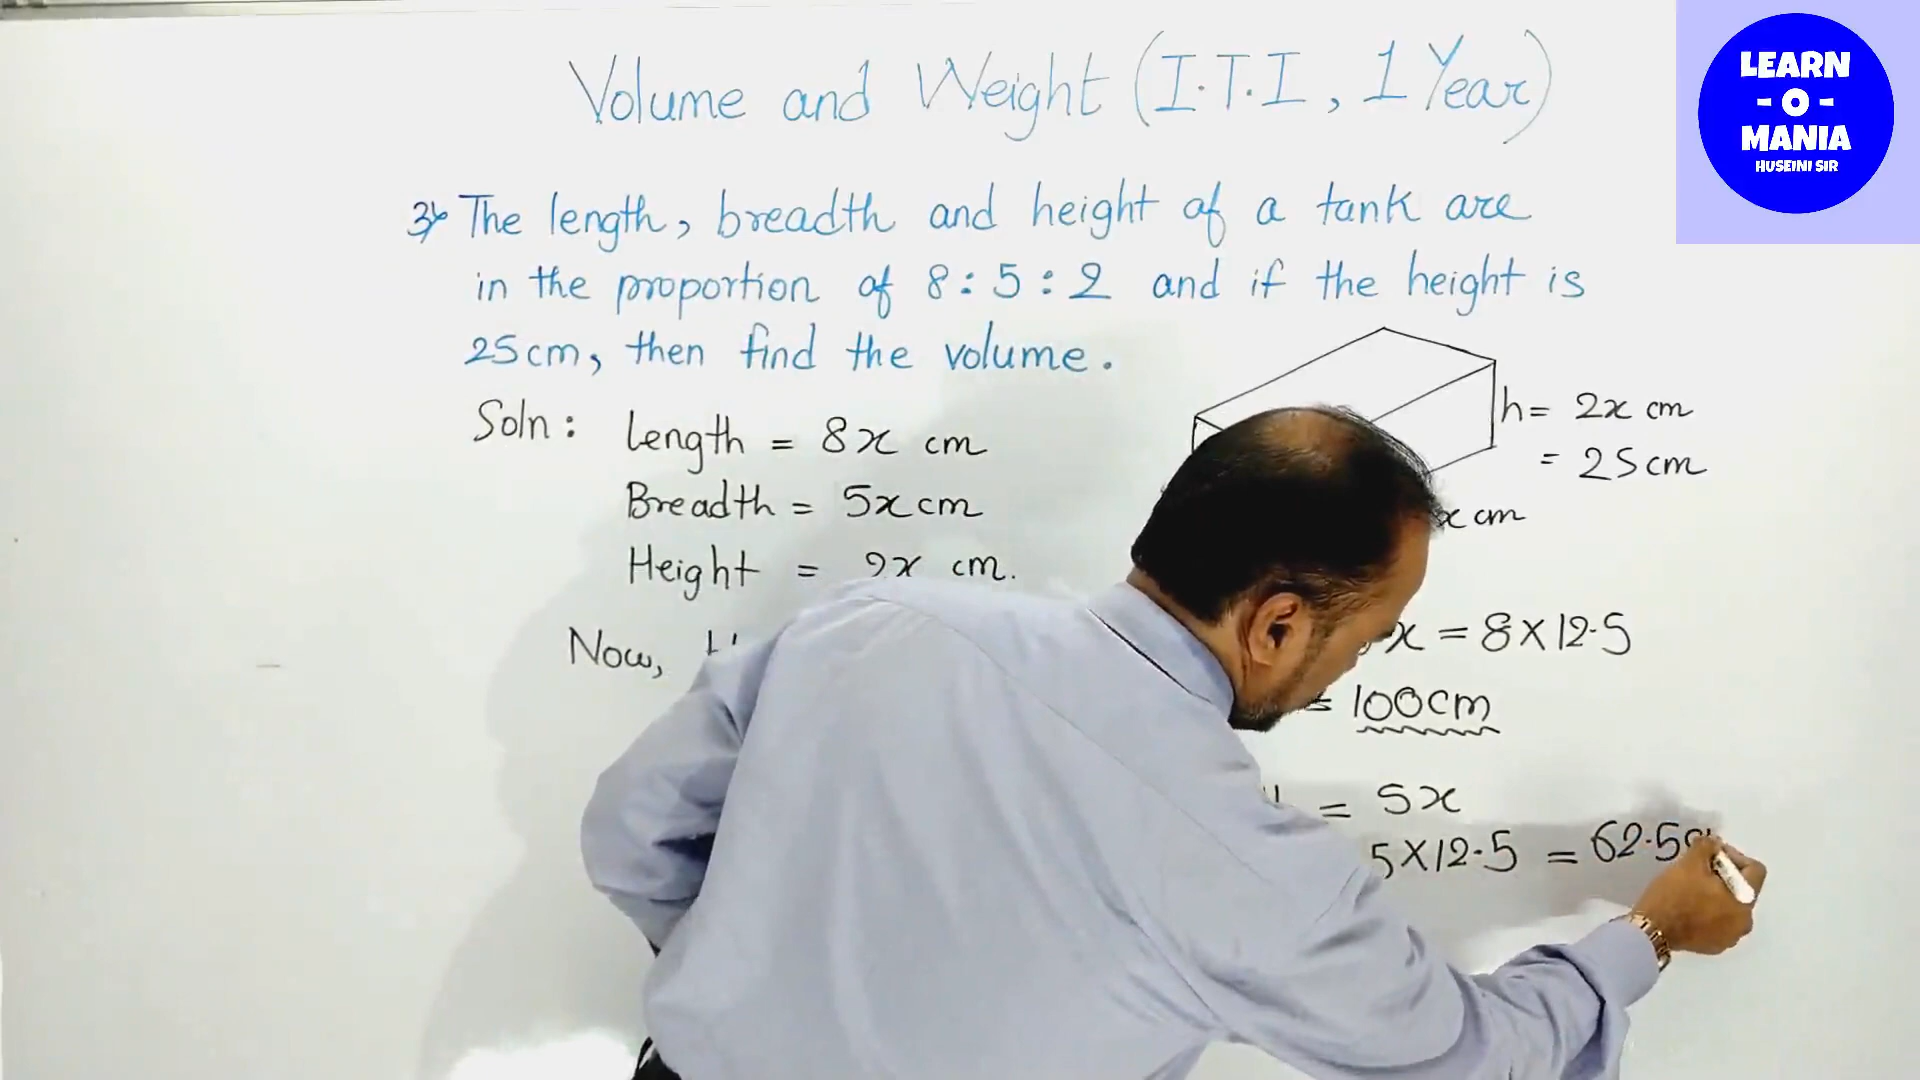 Volume and Weight (I.T.I, 1 Year)
LEARN
- O -
MANIA
HUSEINI SIR
3) The length, breadth and height of a tank are
in the proportion of 8 : 5 : 2 and if the height is
25cm, then find the volume.
Soln : Length = 8x cm
Breadth = 5x cm
Height = 2x cm.
Now,
h = 2x cm
= 25cm
x cm
x = 8 X 12.5
= 100cm
= 5x
5 X 12.5 = 62.5